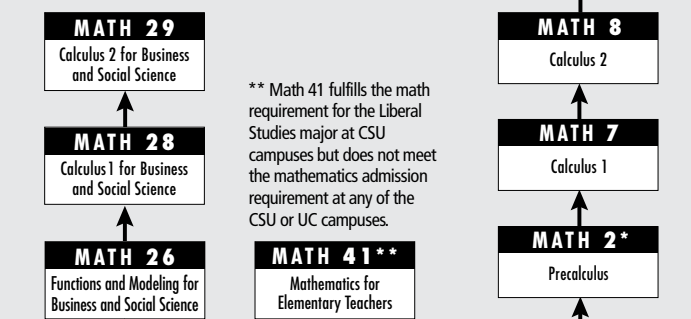 MATH 29
Calculus 2 for Business
and Social Science
MATH 28
Calculus 1 for Business
and Social Science
MATH 26
Functions and Modeling for
Business and Social Science
** Math 41 fulfills the math
requirement for the Liberal
Studies major at CSU
campuses but does not meet
the mathematics admission
requirement at any of the
CSU or UC campuses.
MATH 41**
Mathematics for
Elementary Teachers
MATH 8
Calculus 2
MATH 7
Calculus 1
MATH 2*
Precalculus